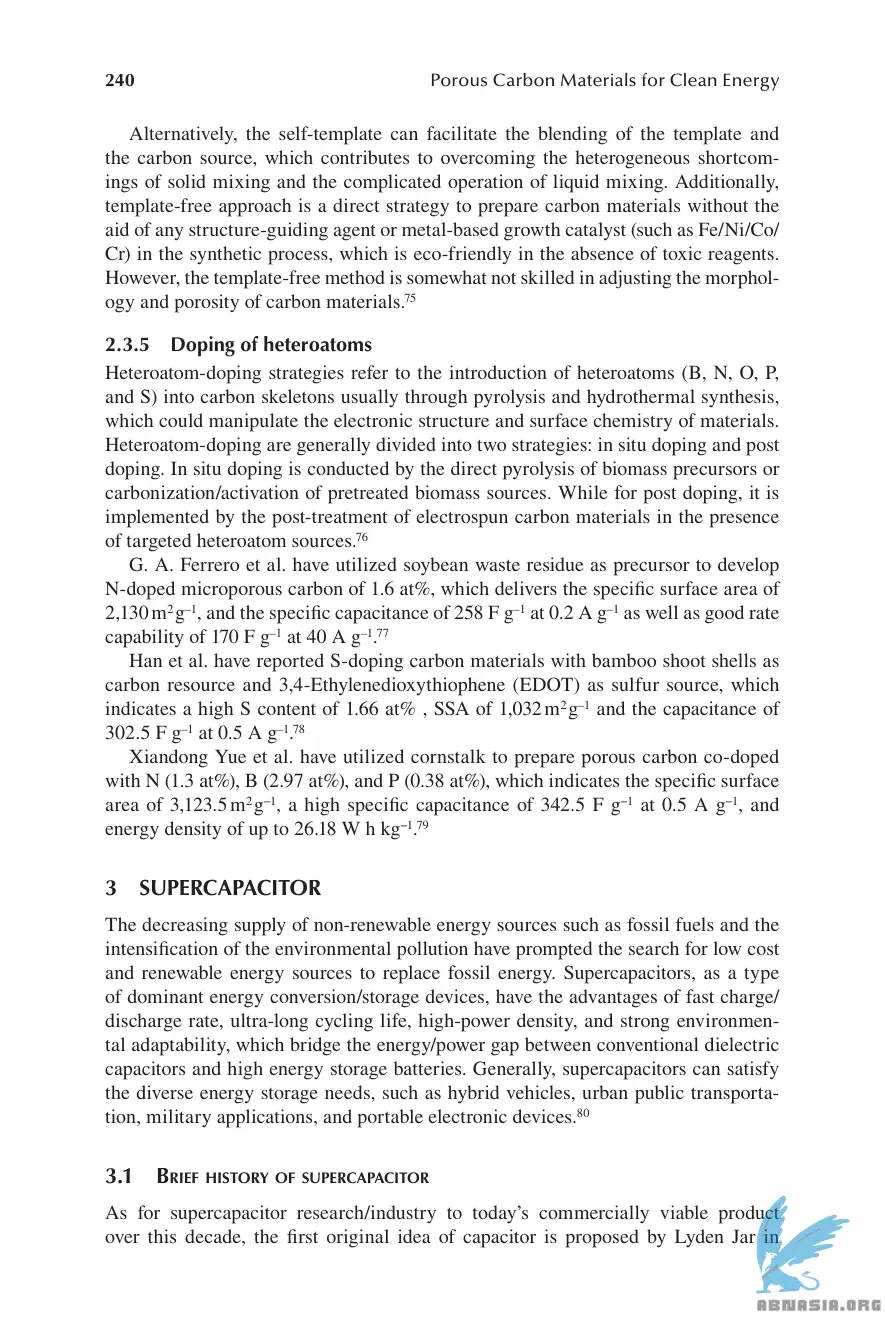 240 Porous Carbon Materials for Clean Energy
Alternatively, the self-template can facilitate the blending of the template and
the carbon source, which contributes to overcoming the heterogeneous shortcom-
ings of solid mixing and the complicated operation of liquid mixing. Additionally,
template-free approach is a direct strategy to prepare carbon materials without the
aid of any structure-guiding agent or metal-based growth catalyst (such as Fe/Ni/Co/
Cr) in the synthetic process, which is eco-friendly in the absence of toxic reagents.
However, the template-free method is somewhat not skilled in adjusting the morphol-
ogy and porosity of carbon materials.⁷⁵
2.3.5 Doping of heteroatoms
Heteroatom-doping strategies refer to the introduction of heteroatoms (B, N, O, P,
and S) into carbon skeletons usually through pyrolysis and hydrothermal synthesis,
which could manipulate the electronic structure and surface chemistry of materials.
Heteroatom-doping are generally divided into two strategies: in situ doping and post
doping. In situ doping is conducted by the direct pyrolysis of biomass precursors or
carbonization/activation of pretreated biomass sources. While for post doping, it is
implemented by the post-treatment of electrospun carbon materials in the presence
of targeted heteroatom sources.⁷⁶
G. A. Ferrero et al. have utilized soybean waste residue as precursor to develop
N-doped microporous carbon of 1.6 at%, which delivers the specific surface area of
2,130 m² g⁻¹, and the specific capacitance of 258 F g⁻¹ at 0.2 A g⁻¹ as well as good rate
capability of 170 F g⁻¹ at 40 A g⁻¹.⁷⁷
Han et al. have reported S-doping carbon materials with bamboo shoot shells as
carbon resource and 3,4-Ethylenedioxythiophene (EDOT) as sulfur source, which
indicates a high S content of 1.66 at% , SSA of 1,032 m² g⁻¹ and the capacitance of
302.5 F g⁻¹ at 0.5 A g⁻¹.⁷⁸
Xiandong Yue et al. have utilized cornstalk to prepare porous carbon co-doped
with N (1.3 at%), B (2.97 at%), and P (0.38 at%), which indicates the specific surface
area of 3,123.5 m² g⁻¹, a high specific capacitance of 342.5 F g⁻¹ at 0.5 A g⁻¹, and
energy density of up to 26.18 W h kg⁻¹.⁷⁹
3 SUPERCAPACITOR
The decreasing supply of non-renewable energy sources such as fossil fuels and the
intensification of the environmental pollution have prompted the search for low cost
and renewable energy sources to replace fossil energy. Supercapacitors, as a type
of dominant energy conversion/storage devices, have the advantages of fast charge/
discharge rate, ultra-long cycling life, high-power density, and strong environmen-
tal adaptability, which bridge the energy/power gap between conventional dielectric
capacitors and high energy storage batteries. Generally, supercapacitors can satisfy
the diverse energy storage needs, such as hybrid vehicles, urban public transporta-
tion, military applications, and portable electronic devices.⁸⁰
3.1 Brief history of supercapacitor
As for supercapacitor research/industry to today's commercially viable product
over this decade, the first original idea of capacitor is proposed by Lyden Jar in
ABNASIA.ORG